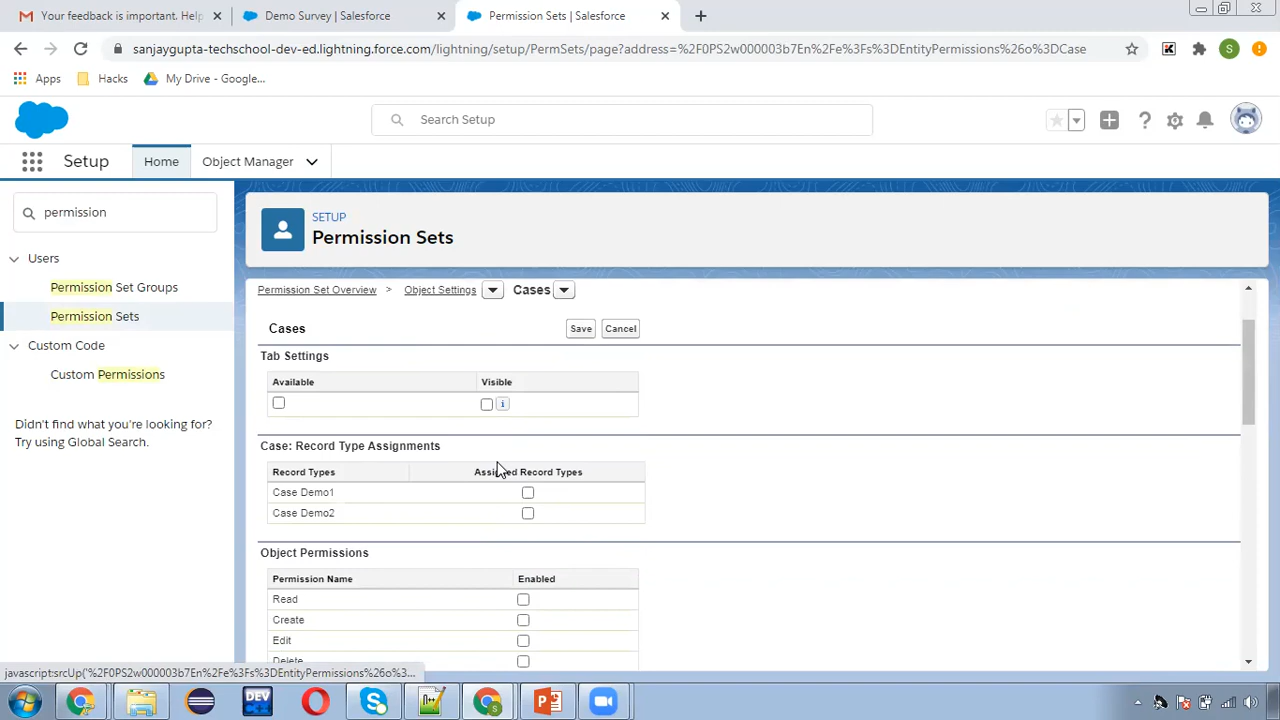 Your feedback is important. Help
Demo Survey | Salesforce
Permission Sets | Salesforce
sanjaygupta-techschool-dev-ed.lightning.force.com/lightning/setup/PermSets/page?address=%2F0PS2w000003b7En%2Fe%3Fs%3DEntityPermissions%26o%3DCase
K
S
Apps
Hacks
My Drive - Google...
Search Setup
Setup
Home
Object Manager
permission
Users
Permission Set Groups
Permission Sets
Custom Code
Custom Permissions
Didn't find what you're looking for?
Try using Global Search.
SETUP
Permission Sets
Permission Set Overview > Object Settings Cases
Cases
Save
Cancel
Tab Settings
Available
Visible
i
Case: Record Type Assignments
Record Types
Assigned Record Types
Case Demo1
Case Demo2
Object Permissions
Permission Name
Enabled
Read
Create
Edit
Delete
javascript:srcUp('%2F0PS2w000003b7En%2Fe%3Fs%3DEntityPermissions%26o%3...
DEV
C++